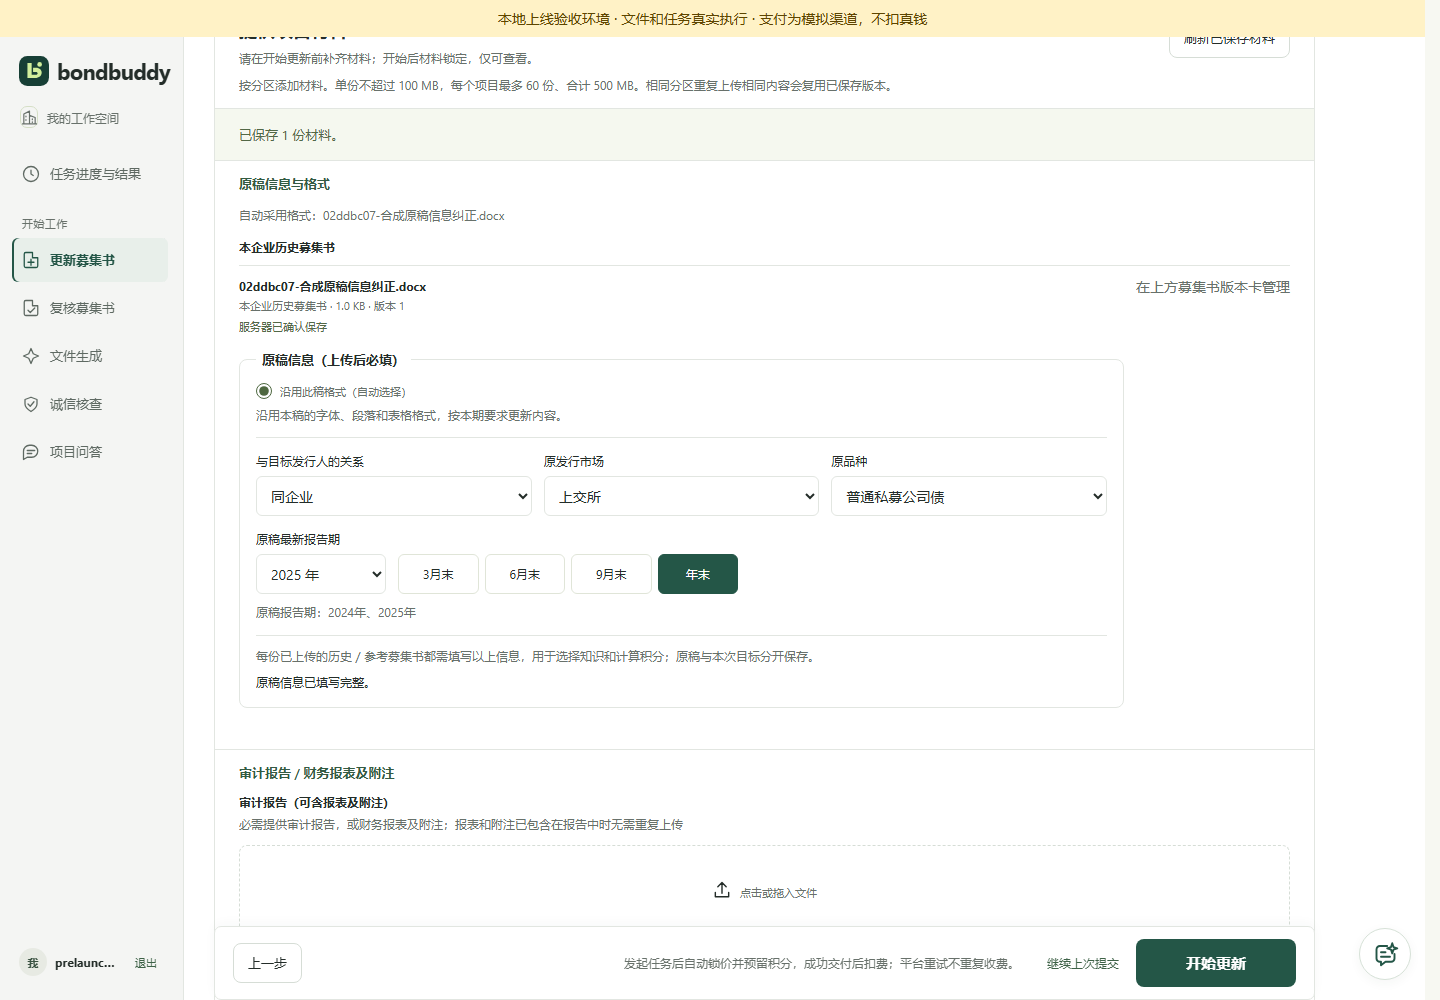 本地上线验收环境 · 文件和任务真实执行 · 支付为模拟渠道，不扣真钱
bondbuddy
我的工作空间
任务进度与结果
开始工作
更新募集书
复核募集书
文件生成
诚信核查
项目问答
我 prelaunc... 退出
刷新已保存材料
请在开始更新前补齐材料；开始后材料锁定，仅可查看。
按分区添加材料。单份不超过 100 MB，每个项目最多 60 份、合计 500 MB。相同分区重复上传相同内容会复用已保存版本。
已保存 1 份材料。
原稿信息与格式
自动采用格式：02ddbc07-合成原稿信息纠正.docx
本企业历史募集书
02ddbc07-合成原稿信息纠正.docx
在上方募集书版本卡管理
本企业历史募集书 · 1.0 KB · 版本 1
服务器已确认保存
原稿信息（上传后必填）
沿用此稿格式（自动选择）
沿用本稿的字体、段落和表格格式，按本期要求更新内容。
与目标发行人的关系 原发行市场 原品种
同企业 上交所 普通私募公司债
原稿最新报告期
2025 年 3月末 6月末 9月末 年末
原稿报告期：2024年、2025年
每份已上传的历史 / 参考募集书都需填写以上信息，用于选择知识和计算积分；原稿与本次目标分开保存。
原稿信息已填写完整。
审计报告 / 财务报表及附注
审计报告（可含报表及附注）
必需提供审计报告，或财务报表及附注；报表和附注已包含在报告中时无需重复上传
点击或拖入文件
上一步 发起任务后自动锁价并预留积分，成功交付后扣费；平台重试不重复收费。 继续上次提交 开始更新